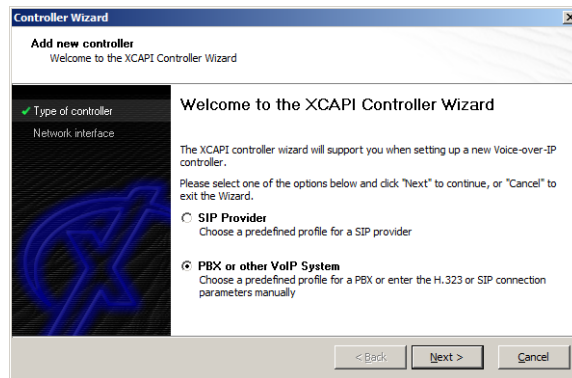 Controller Wizard
Add new controller
Welcome to the XCAPI Controller Wizard
Type of controller
Network interface
Welcome to the XCAPI Controller Wizard
The XCAPI controller wizard will support you when setting up a new Voice-over-IP
controller.
Please select one of the options below and click "Next" to continue, or "Cancel" to
exit the Wizard.
SIP Provider
Choose a predefined profile for a SIP provider
PBX or other VoIP System
Choose a predefined profile for a PBX or enter the H.323 or SIP connection
parameters manually
< Back
Next >
Cancel